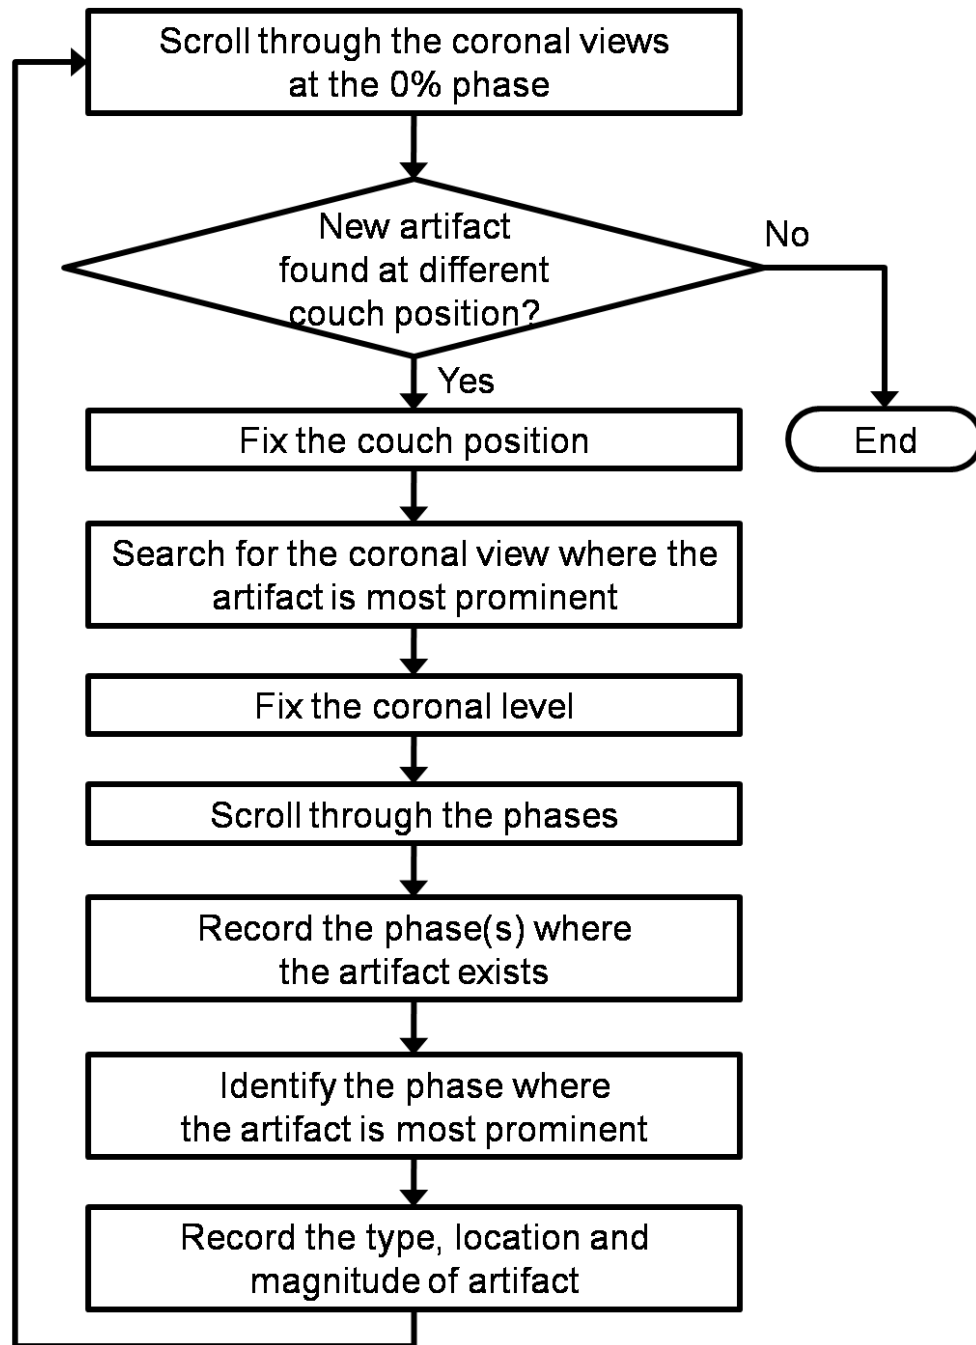 Scroll through the coronal views
at the 0% phase
New artifact
found at different
couch position?
No
Yes
Fix the couch position
End
Search for the coronal view where the
artifact is most prominent
Fix the coronal level
Scroll through the phases
Record the phase(s) where
the artifact exists
Identify the phase where
the artifact is most prominent
Record the type, location and
magnitude of artifact